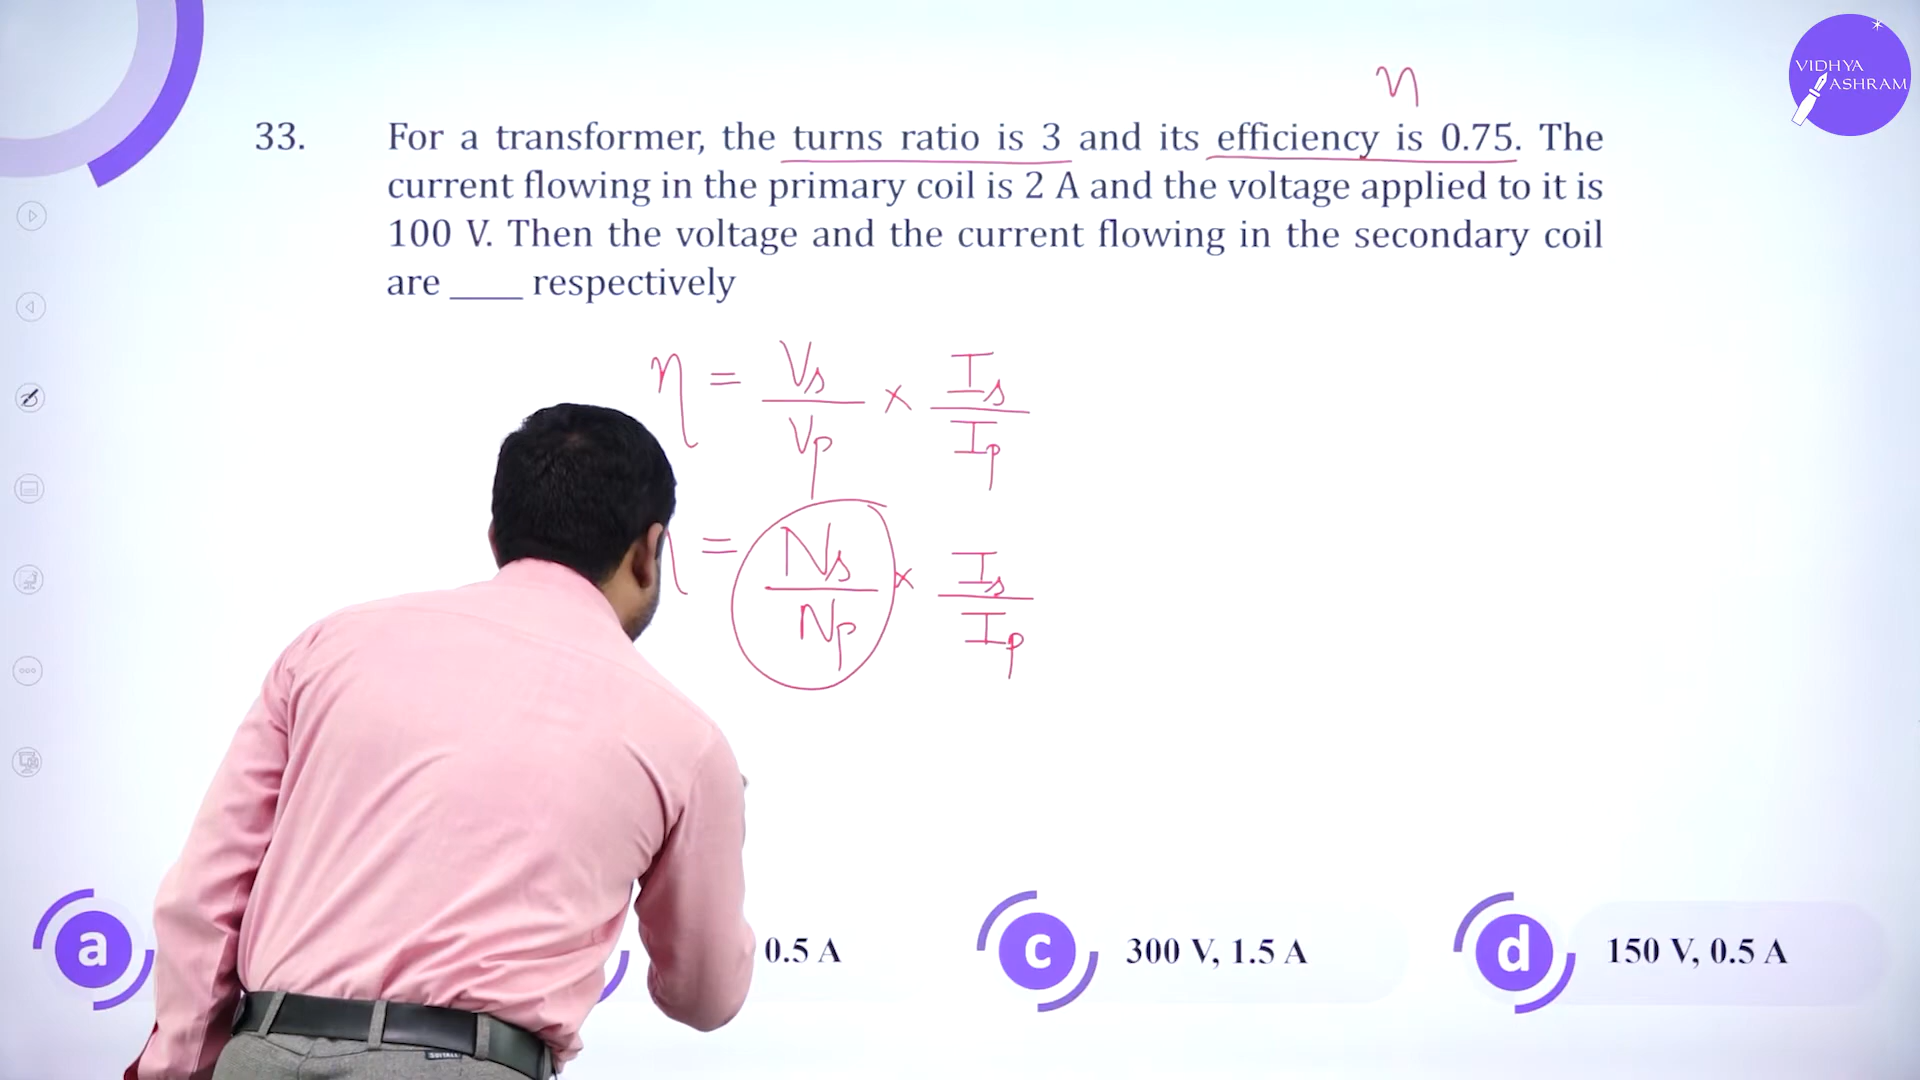 VIDHYA
ASHRAM
η
33. For a transformer, the turns ratio is 3 and its efficiency is 0.75. The
current flowing in the primary coil is 2 A and the voltage applied to it is
100 V. Then the voltage and the current flowing in the secondary coil
are ____ respectively
η = Vs/Vp × Is/Ip
= Ns/Np × Is/Ip
a
0.5 A
c 300 V, 1.5 A
d 150 V, 0.5 A